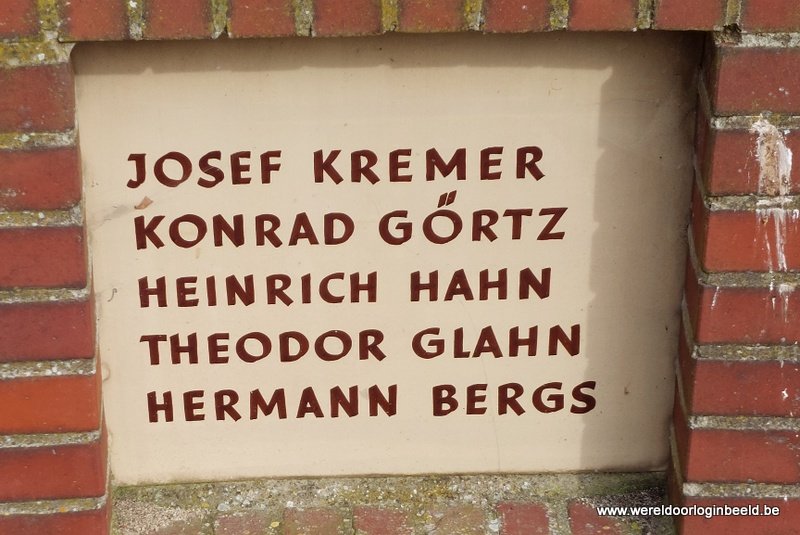 JOSEF KREMER
KONRAD GÖRTZ
HEINRICH HAHN
THEODOR GLAHN
HERMANN BERGS
www.wereldoorloginbeeld.be